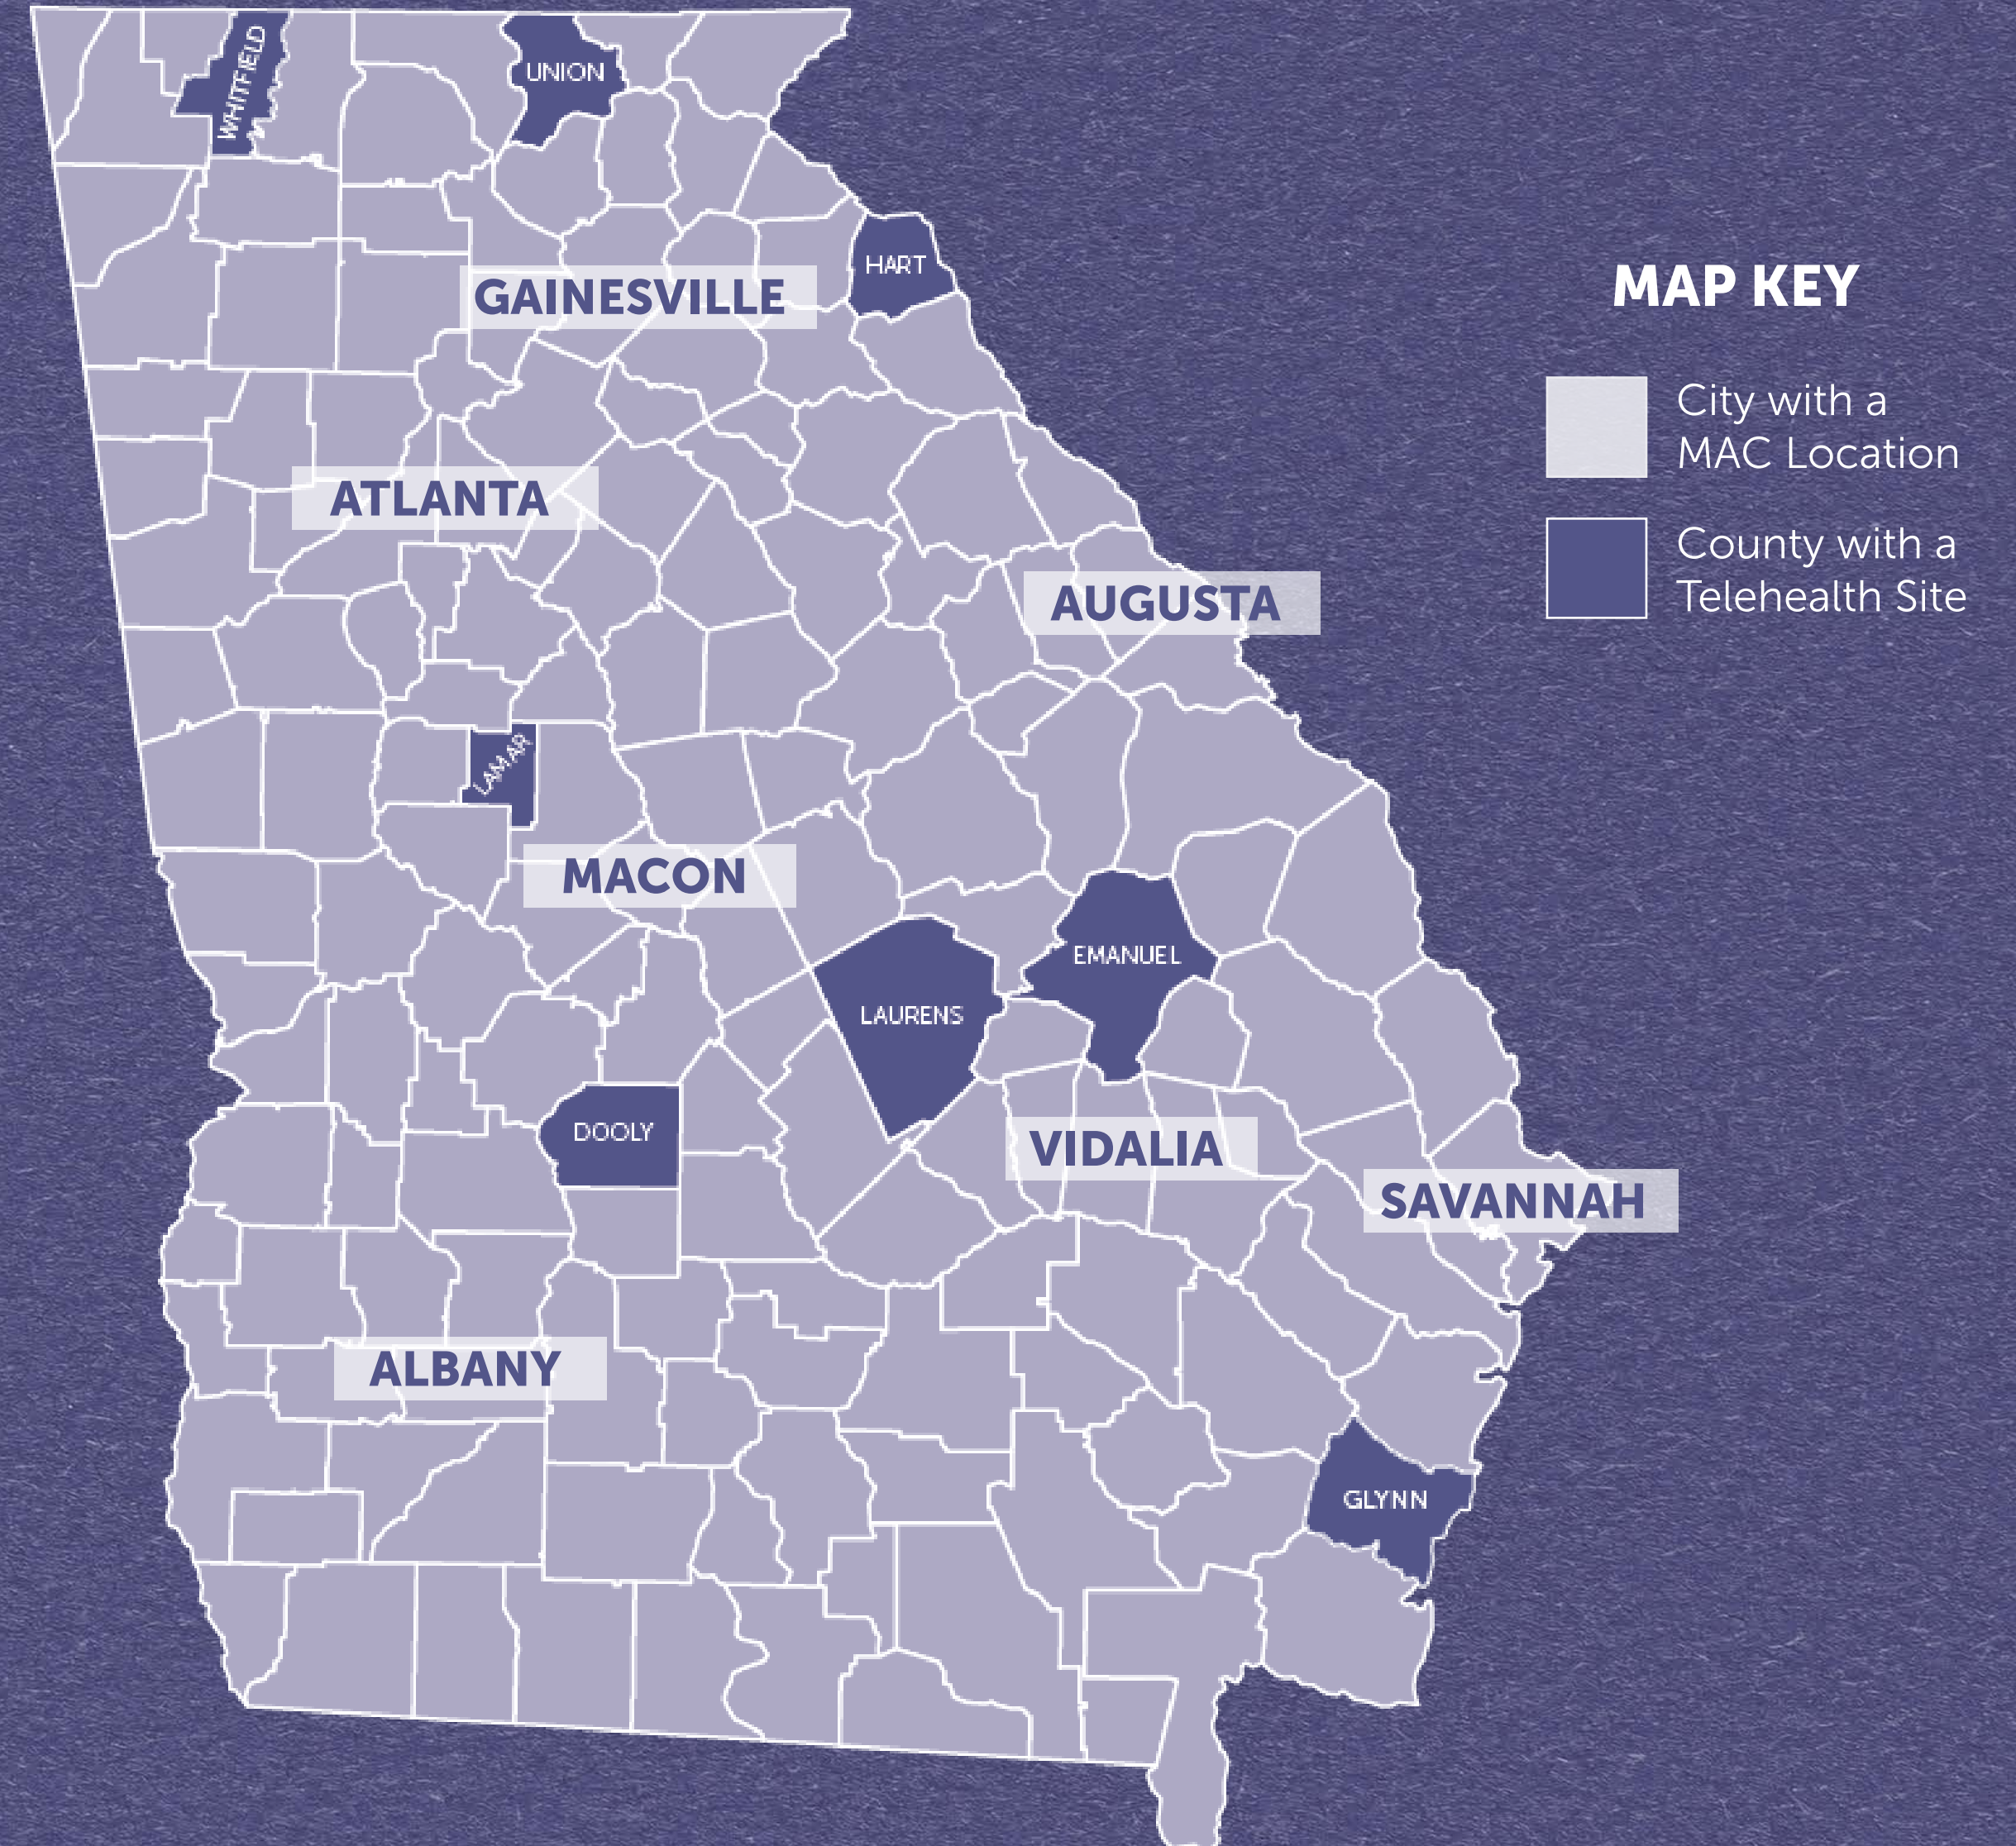 WHITFIELD
UNION
HART
GAINESVILLE
ATLANTA
AUGUSTA
LAMAR
MACON
EMANUEL
LAURENS
DOOLY
VIDALIA
SAVANNAH
ALBANY
GLYNN
MAP KEY
City with a
MAC Location
County with a
Telehealth Site